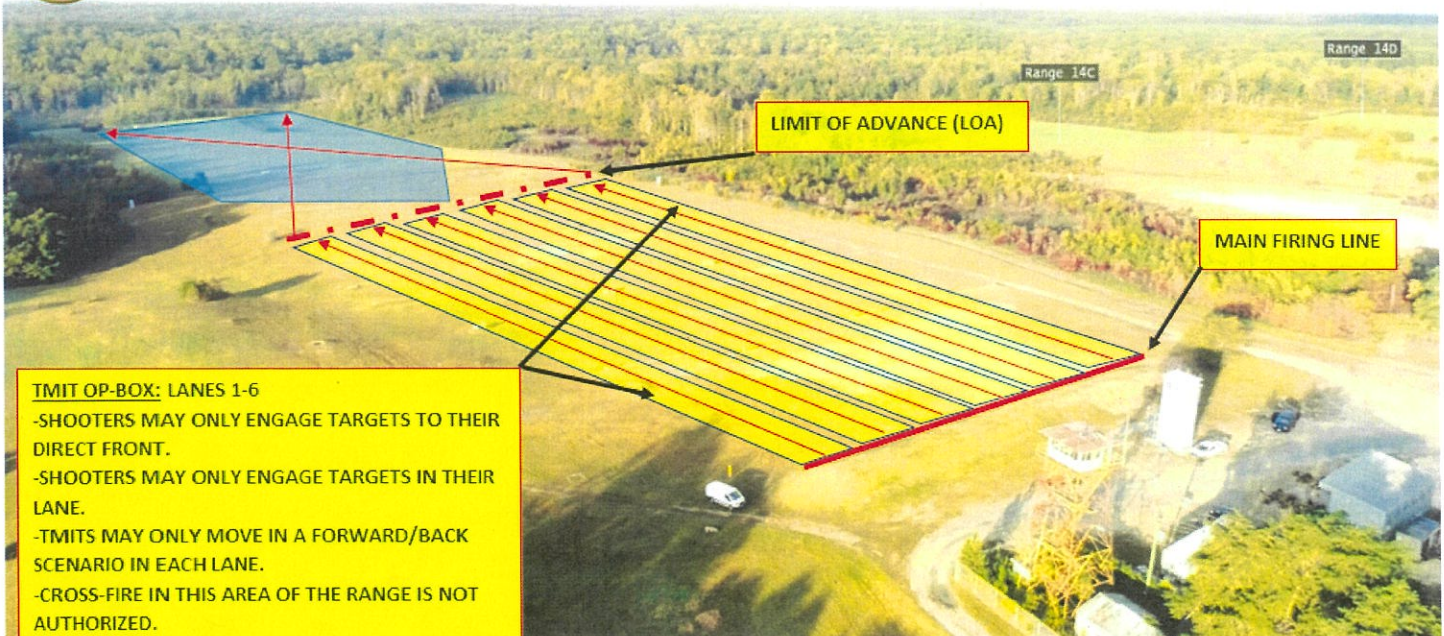 Range 14D
Range 14C
LIMIT OF ADVANCE (LOA)
MAIN FIRING LINE
TMIT OP-BOX: LANES 1-6
-SHOOTERS MAY ONLY ENGAGE TARGETS TO THEIR
DIRECT FRONT.
-SHOOTERS MAY ONLY ENGAGE TARGETS IN THEIR
LANE.
-TMITS MAY ONLY MOVE IN A FORWARD/BACK
SCENARIO IN EACH LANE.
-CROSS-FIRE IN THIS AREA OF THE RANGE IS NOT
AUTHORIZED.